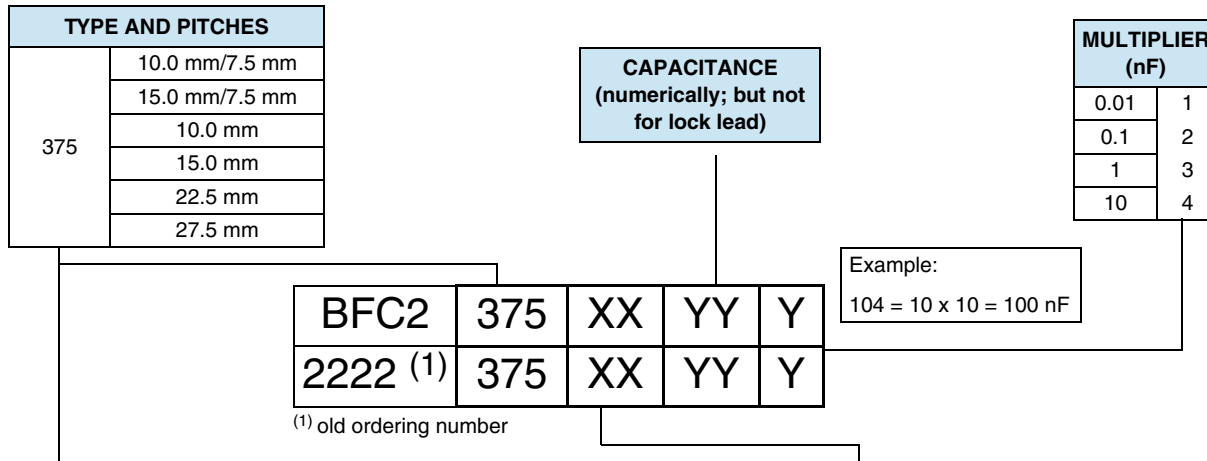 TYPE AND PITCHES
375
10.0 mm/7.5 mm
15.0 mm/7.5 mm
10.0 mm
15.0 mm
22.5 mm
27.5 mm
CAPACITANCE
(numerically; but not
for lock lead)
MULTIPLIER
(nF)
0.01 1
0.1 2
1 3
10 4
Example:
104 = 10 x 10 = 100 nF
BFC2 375 XX YY Y
2222 (1) 375 XX YY Y
(1) old ordering number